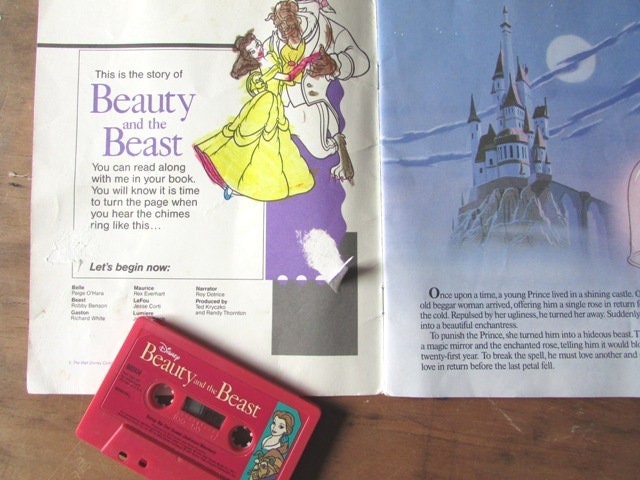 This is the story of
Beauty
and the
Beast
You can read along
with me in your book.
You will know it is time
to turn the page when
you hear the chimes
ring like this...
Let's begin now:
Belle
Paige O'Hara
Beast
Robby Benson
Gaston
Richard White
Maurice
Rex Everhart
LeFou
Jesse Corti
Lumiere
Narrator
Roy Dotrice
Produced by
Ted Kryczko
and Randy Thornton
Once upon a time, a young Prince lived in a shining castle.
old beggar woman arrived, offering him a single rose in return
the cold. Repulsed by her ugliness, he turned her away. Suddenly
into a beautiful enchantress.
To punish the Prince, she turned him into a hideous beast.
a magic mirror and the enchanted rose, telling him it would
twenty-first year. To break the spell, he must love another and
love in return before the last petal fell.
Disney
Beauty and the Beast